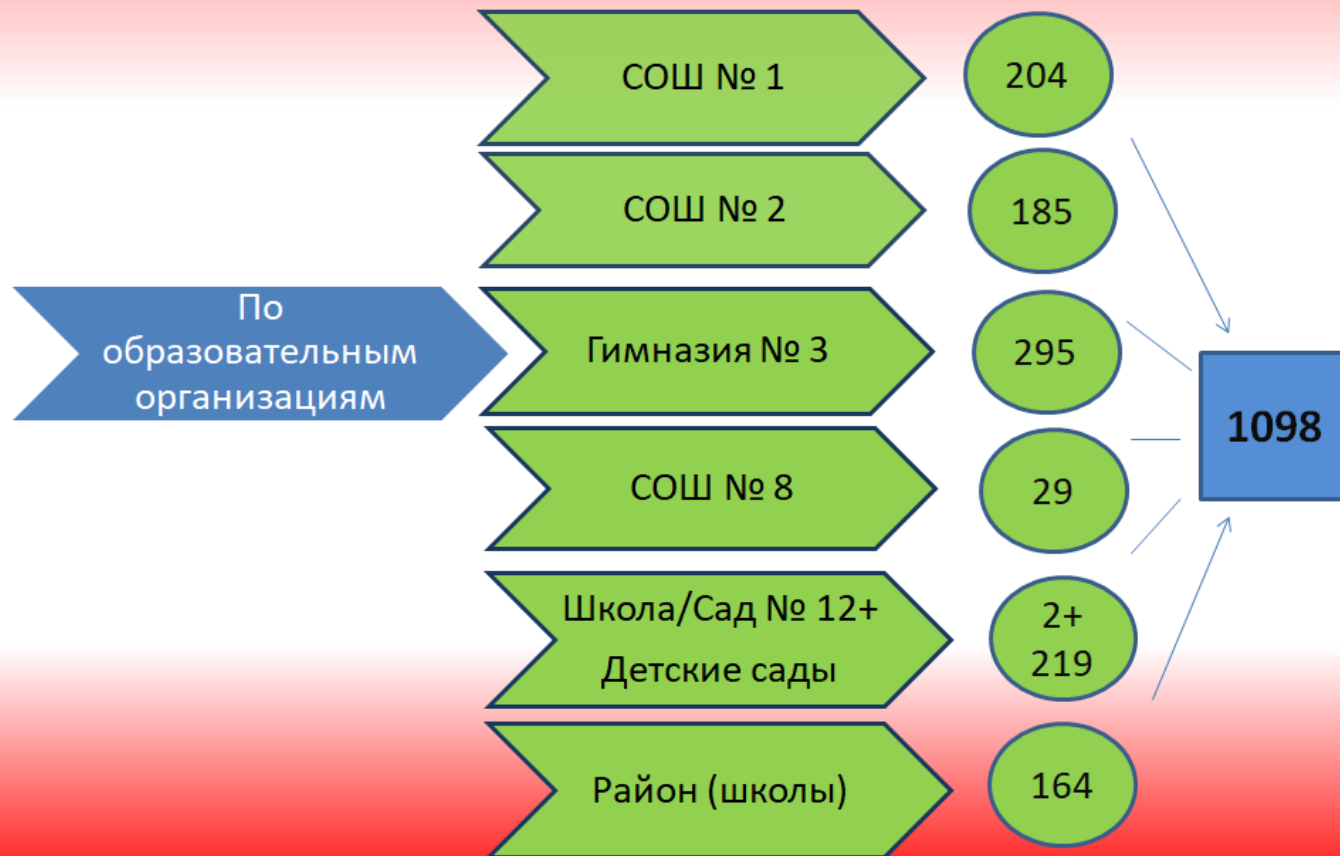 СОШ № 1
204
СОШ № 2
185
По
образовательным
организациям
Гимназия № 3
295
1098
СОШ № 8
29
Школа/Сад № 12+
Детские сады
2+
219
Район (школы)
164